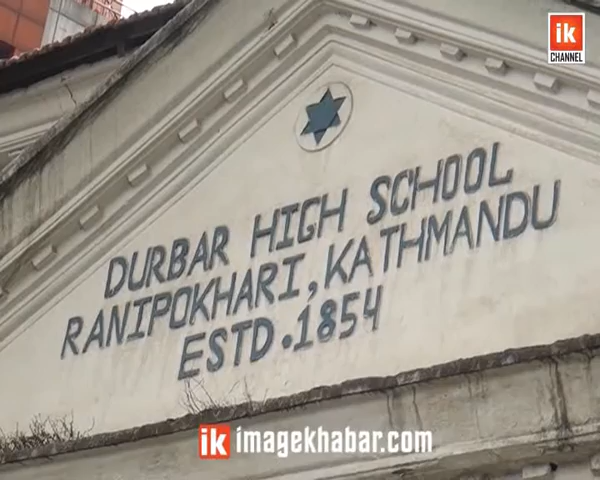 ik
CHANNEL
DURBAR HIGH SCHOOL
RANIPOKHARI, KATHMANDU
ESTD. 1854
ik imagekhabar.com